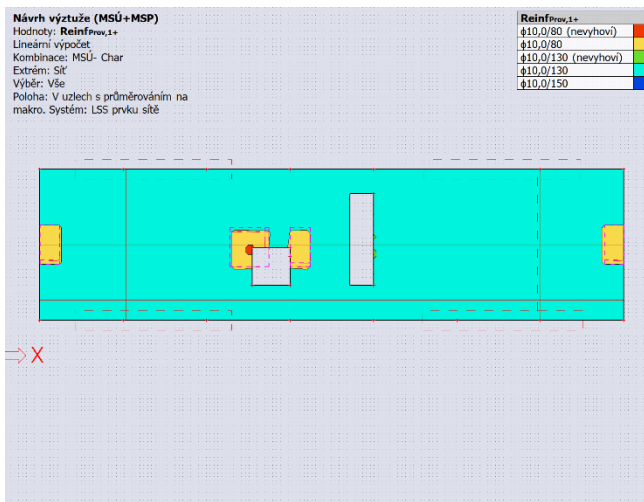 Návrh výztuže (MSÚ+MSP)
Hodnoty: ReinfProv,1+
Lineární výpočet
Kombinace: MSÚ- Char
Extrém: Síť
Výběr: Vše
Poloha: V uzlech s průměrováním na
makro. Systém: LSS prvku sítě
ReinfProv,1+
ϕ10,0/80 (nevyhoví)
ϕ10,0/80
ϕ10,0/130 (nevyhoví)
ϕ10,0/130
ϕ10,0/150
X